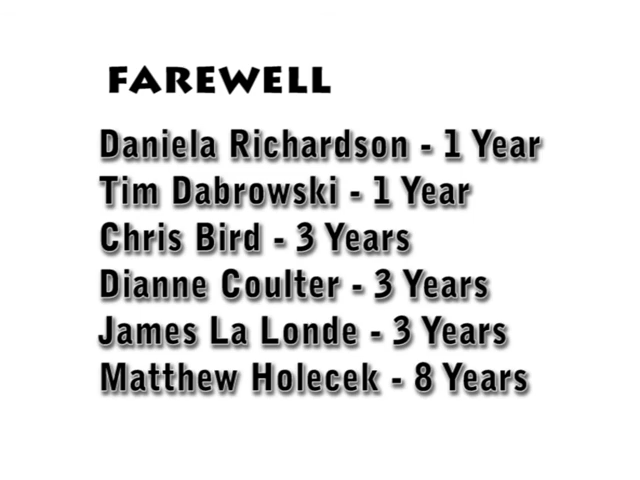 FAREWELL
Daniela Richardson - 1 Year
Tim Dabrowski - 1 Year
Chris Bird - 3 Years
Dianne Coulter - 3 Years
James La Londe - 3 Years
Matthew Holecek - 8 Years